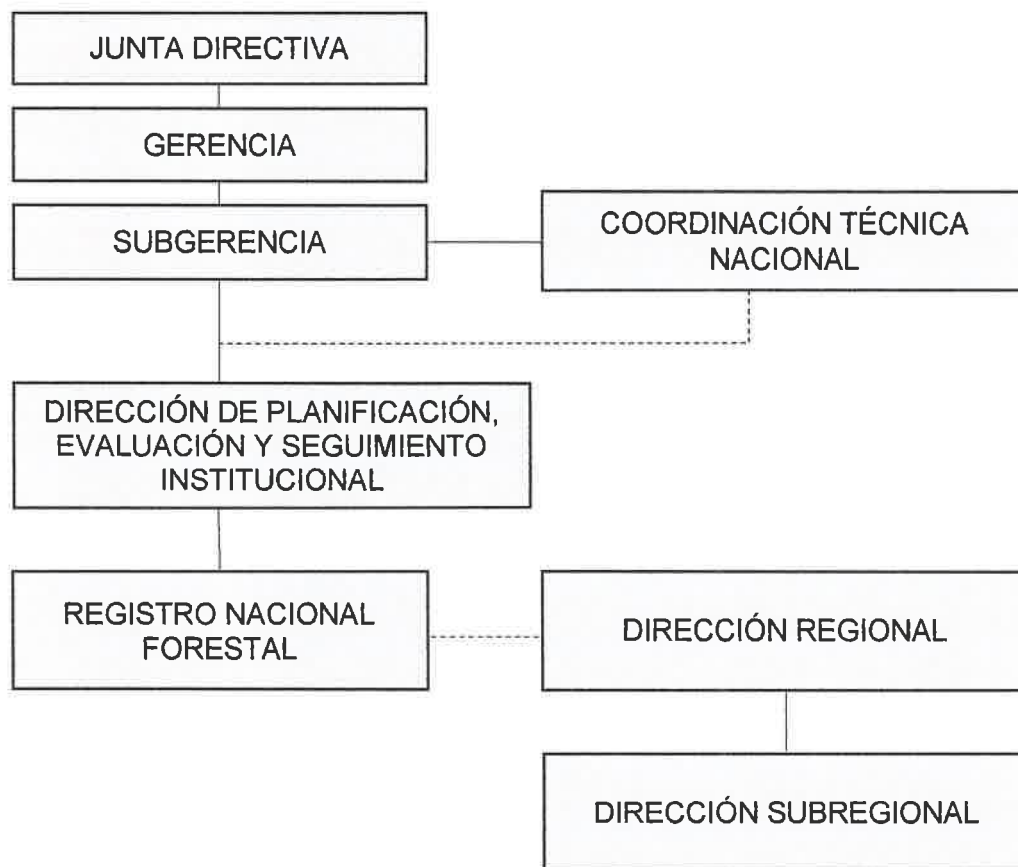 JUNTA DIRECTIVA
GERENCIA
SUBGERENCIA
COORDINACIÓN TÉCNICA
NACIONAL
DIRECCIÓN DE PLANIFICACIÓN,
EVALUACIÓN Y SEGUIMIENTO
INSTITUCIONAL
REGISTRO NACIONAL
FORESTAL
DIRECCIÓN REGIONAL
DIRECCIÓN SUBREGIONAL